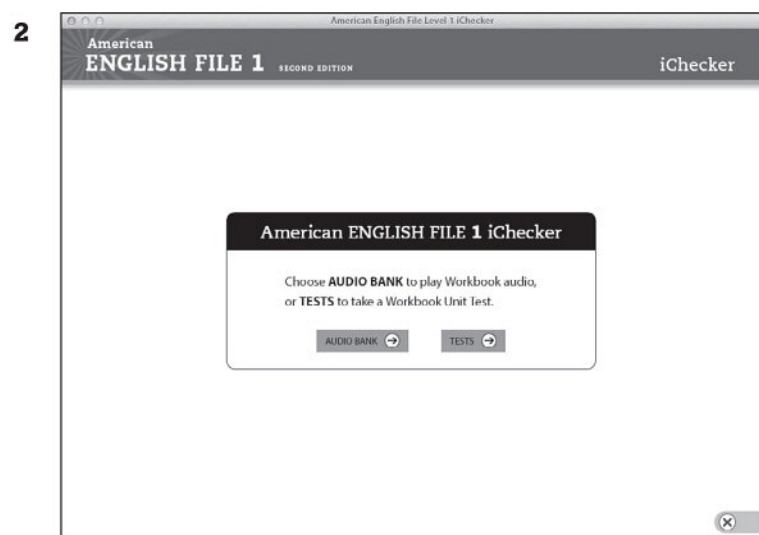 2
American English File Level 1 iChecker
American
ENGLISH FILE 1 SECOND EDITION
iChecker
American ENGLISH FILE 1 iChecker
Choose AUDIO BANK to play Workbook audio,
or TESTS to take a Workbook Unit Test.
AUDIO BANK
TESTS